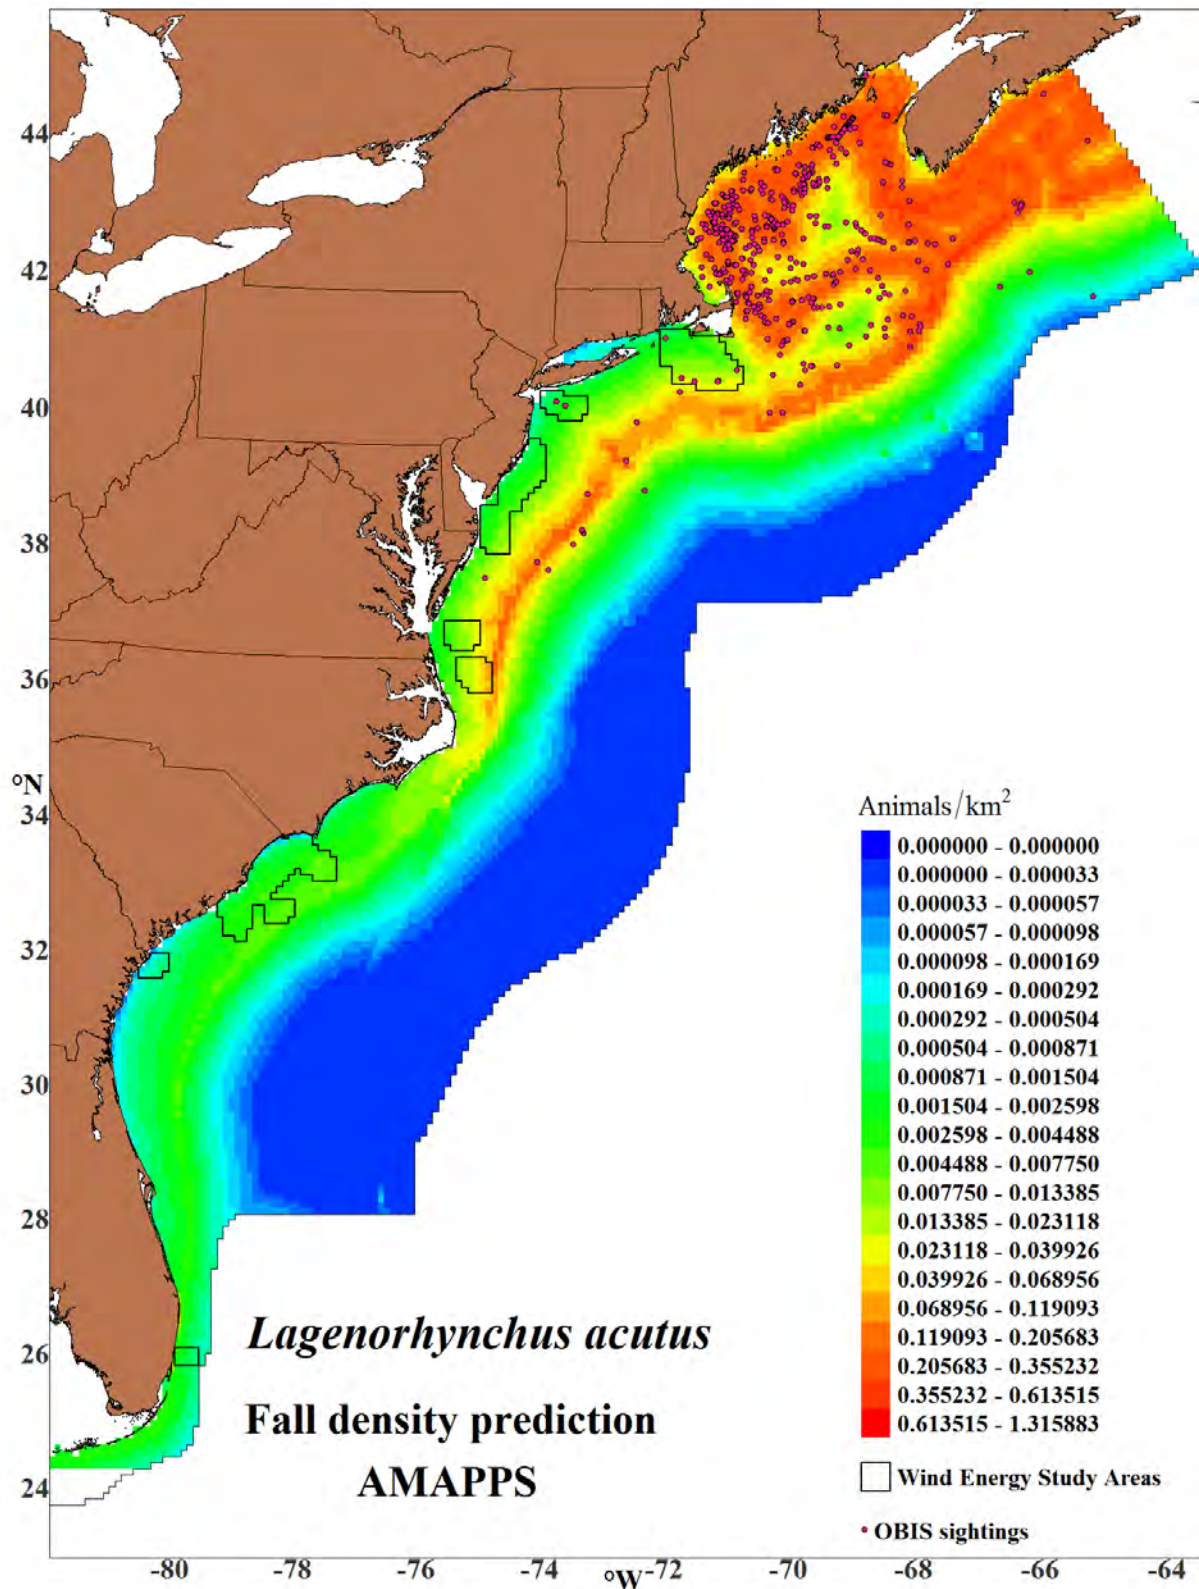 44
42
40
38
36
°N
34
32
30
28
26
24
Animals/km²
0.000000 - 0.000000
0.000000 - 0.000033
0.000033 - 0.000057
0.000057 - 0.000098
0.000098 - 0.000169
0.000169 - 0.000292
0.000292 - 0.000504
0.000504 - 0.000871
0.000871 - 0.001504
0.001504 - 0.002598
0.002598 - 0.004488
0.004488 - 0.007750
0.007750 - 0.013385
0.013385 - 0.023118
0.023118 - 0.039926
0.039926 - 0.068956
0.068956 - 0.119093
0.119093 - 0.205683
0.205683 - 0.355232
0.355232 - 0.613515
0.613515 - 1.315883
Wind Energy Study Areas
OBIS sightings
Lagenorhynchus acutus
Fall density prediction
AMAPPS
-80 -78 -76 -74 -72 -70 -68 -66 -64
°W